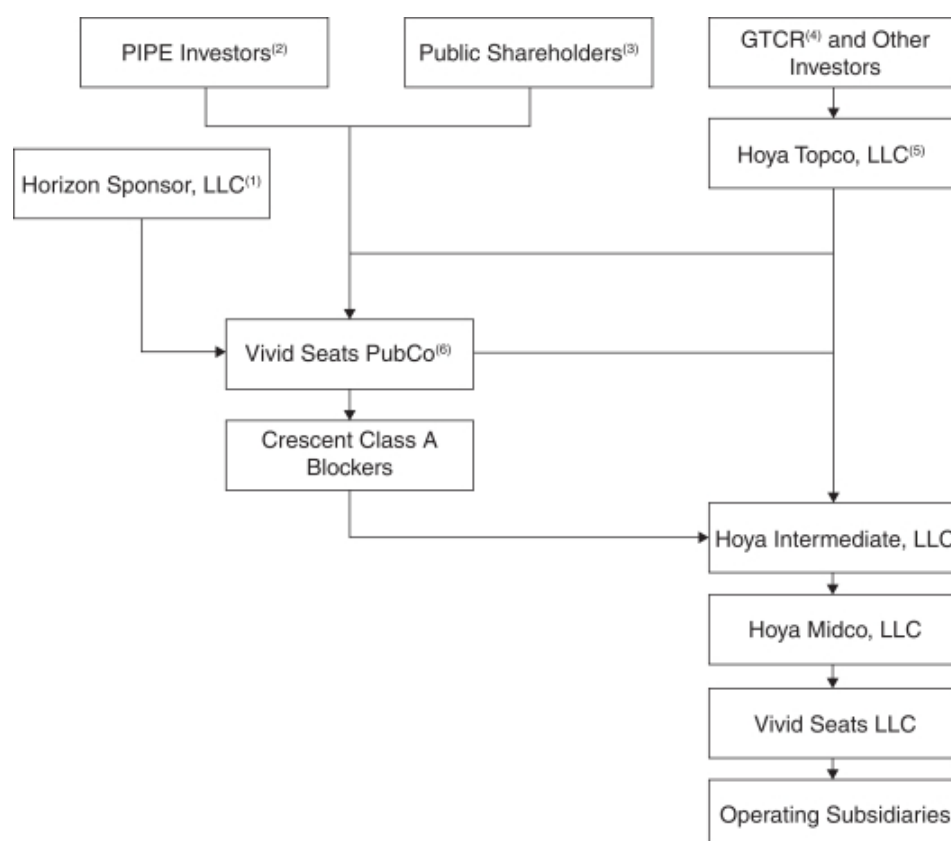 PIPE Investors(2)
Public Shareholders(3)
GTCR(4) and Other
Investors
Hoya Topco, LLC(5)
Horizon Sponsor, LLC(1)
Vivid Seats PubCo(6)
Crescent Class A
Blockers
Hoya Intermediate, LLC
Hoya Midco, LLC
Vivid Seats LLC
Operating Subsidiaries